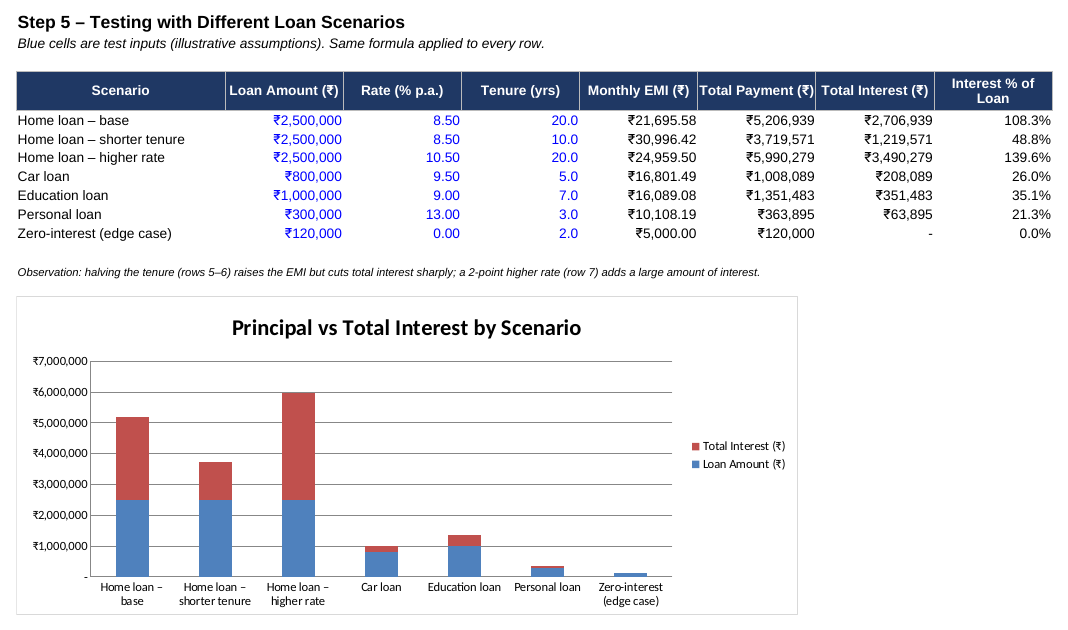 Step 5 – Testing with Different Loan Scenarios
Blue cells are test inputs (illustrative assumptions). Same formula applied to every row.
Scenario Loan Amount (₹) Rate (% p.a.) Tenure (yrs) Monthly EMI (₹) Total Payment (₹) Total Interest (₹) Interest % of Loan
Home loan – base ₹2,500,000 8.50 20.0 ₹21,695.58 ₹5,206,939 ₹2,706,939 108.3%
Home loan – shorter tenure ₹2,500,000 8.50 10.0 ₹30,996.42 ₹3,719,571 ₹1,219,571 48.8%
Home loan – higher rate ₹2,500,000 10.50 20.0 ₹24,959.50 ₹5,990,279 ₹3,490,279 139.6%
Car loan ₹800,000 9.50 5.0 ₹16,801.49 ₹1,008,089 ₹208,089 26.0%
Education loan ₹1,000,000 9.00 7.0 ₹16,089.08 ₹1,351,483 ₹351,483 35.1%
Personal loan ₹300,000 13.00 3.0 ₹10,108.19 ₹363,895 ₹63,895 21.3%
Zero-interest (edge case) ₹120,000 0.00 2.0 ₹5,000.00 ₹120,000 - 0.0%
Observation: halving the tenure (rows 5–6) raises the EMI but cuts total interest sharply; a 2-point higher rate (row 7) adds a large amount of interest.
Principal vs Total Interest by Scenario
₹7,000,000
₹6,000,000
₹5,000,000
₹4,000,000
₹3,000,000
₹2,000,000
₹1,000,000
-
Total Interest (₹)
Loan Amount (₹)
Home loan – base
Home loan – shorter tenure
Home loan – higher rate
Car loan
Education loan
Personal loan
Zero-interest (edge case)